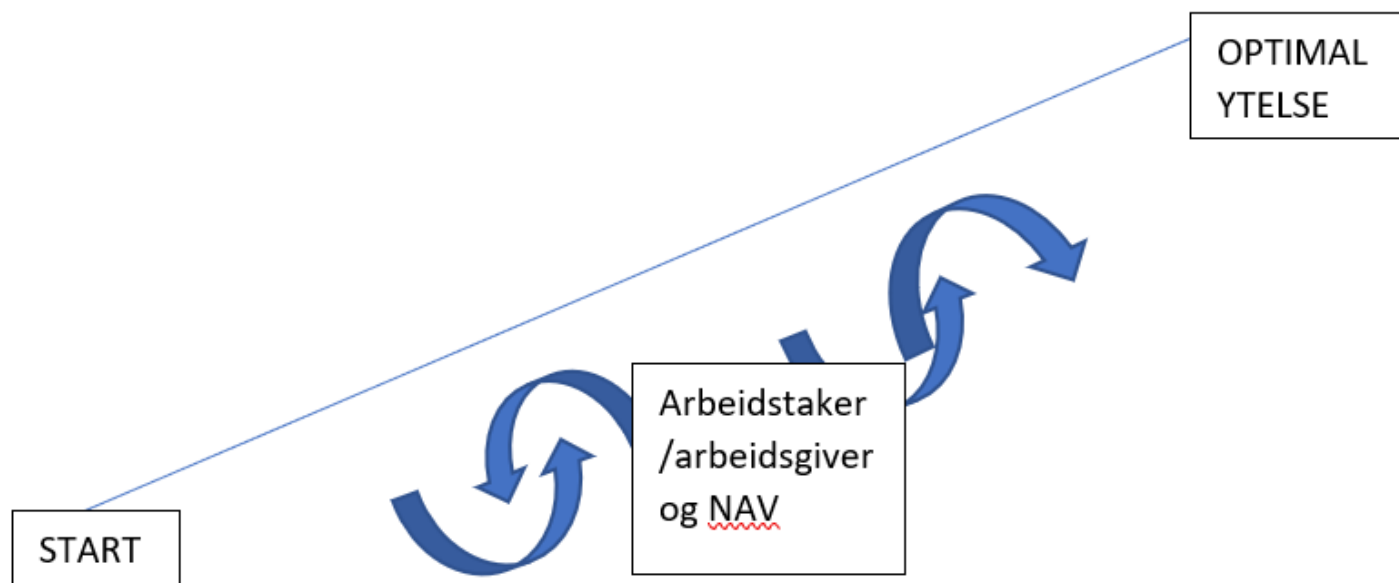 OPTIMAL
YTELSE
Arbeidstaker
/arbeidsgiver
og NAV
START